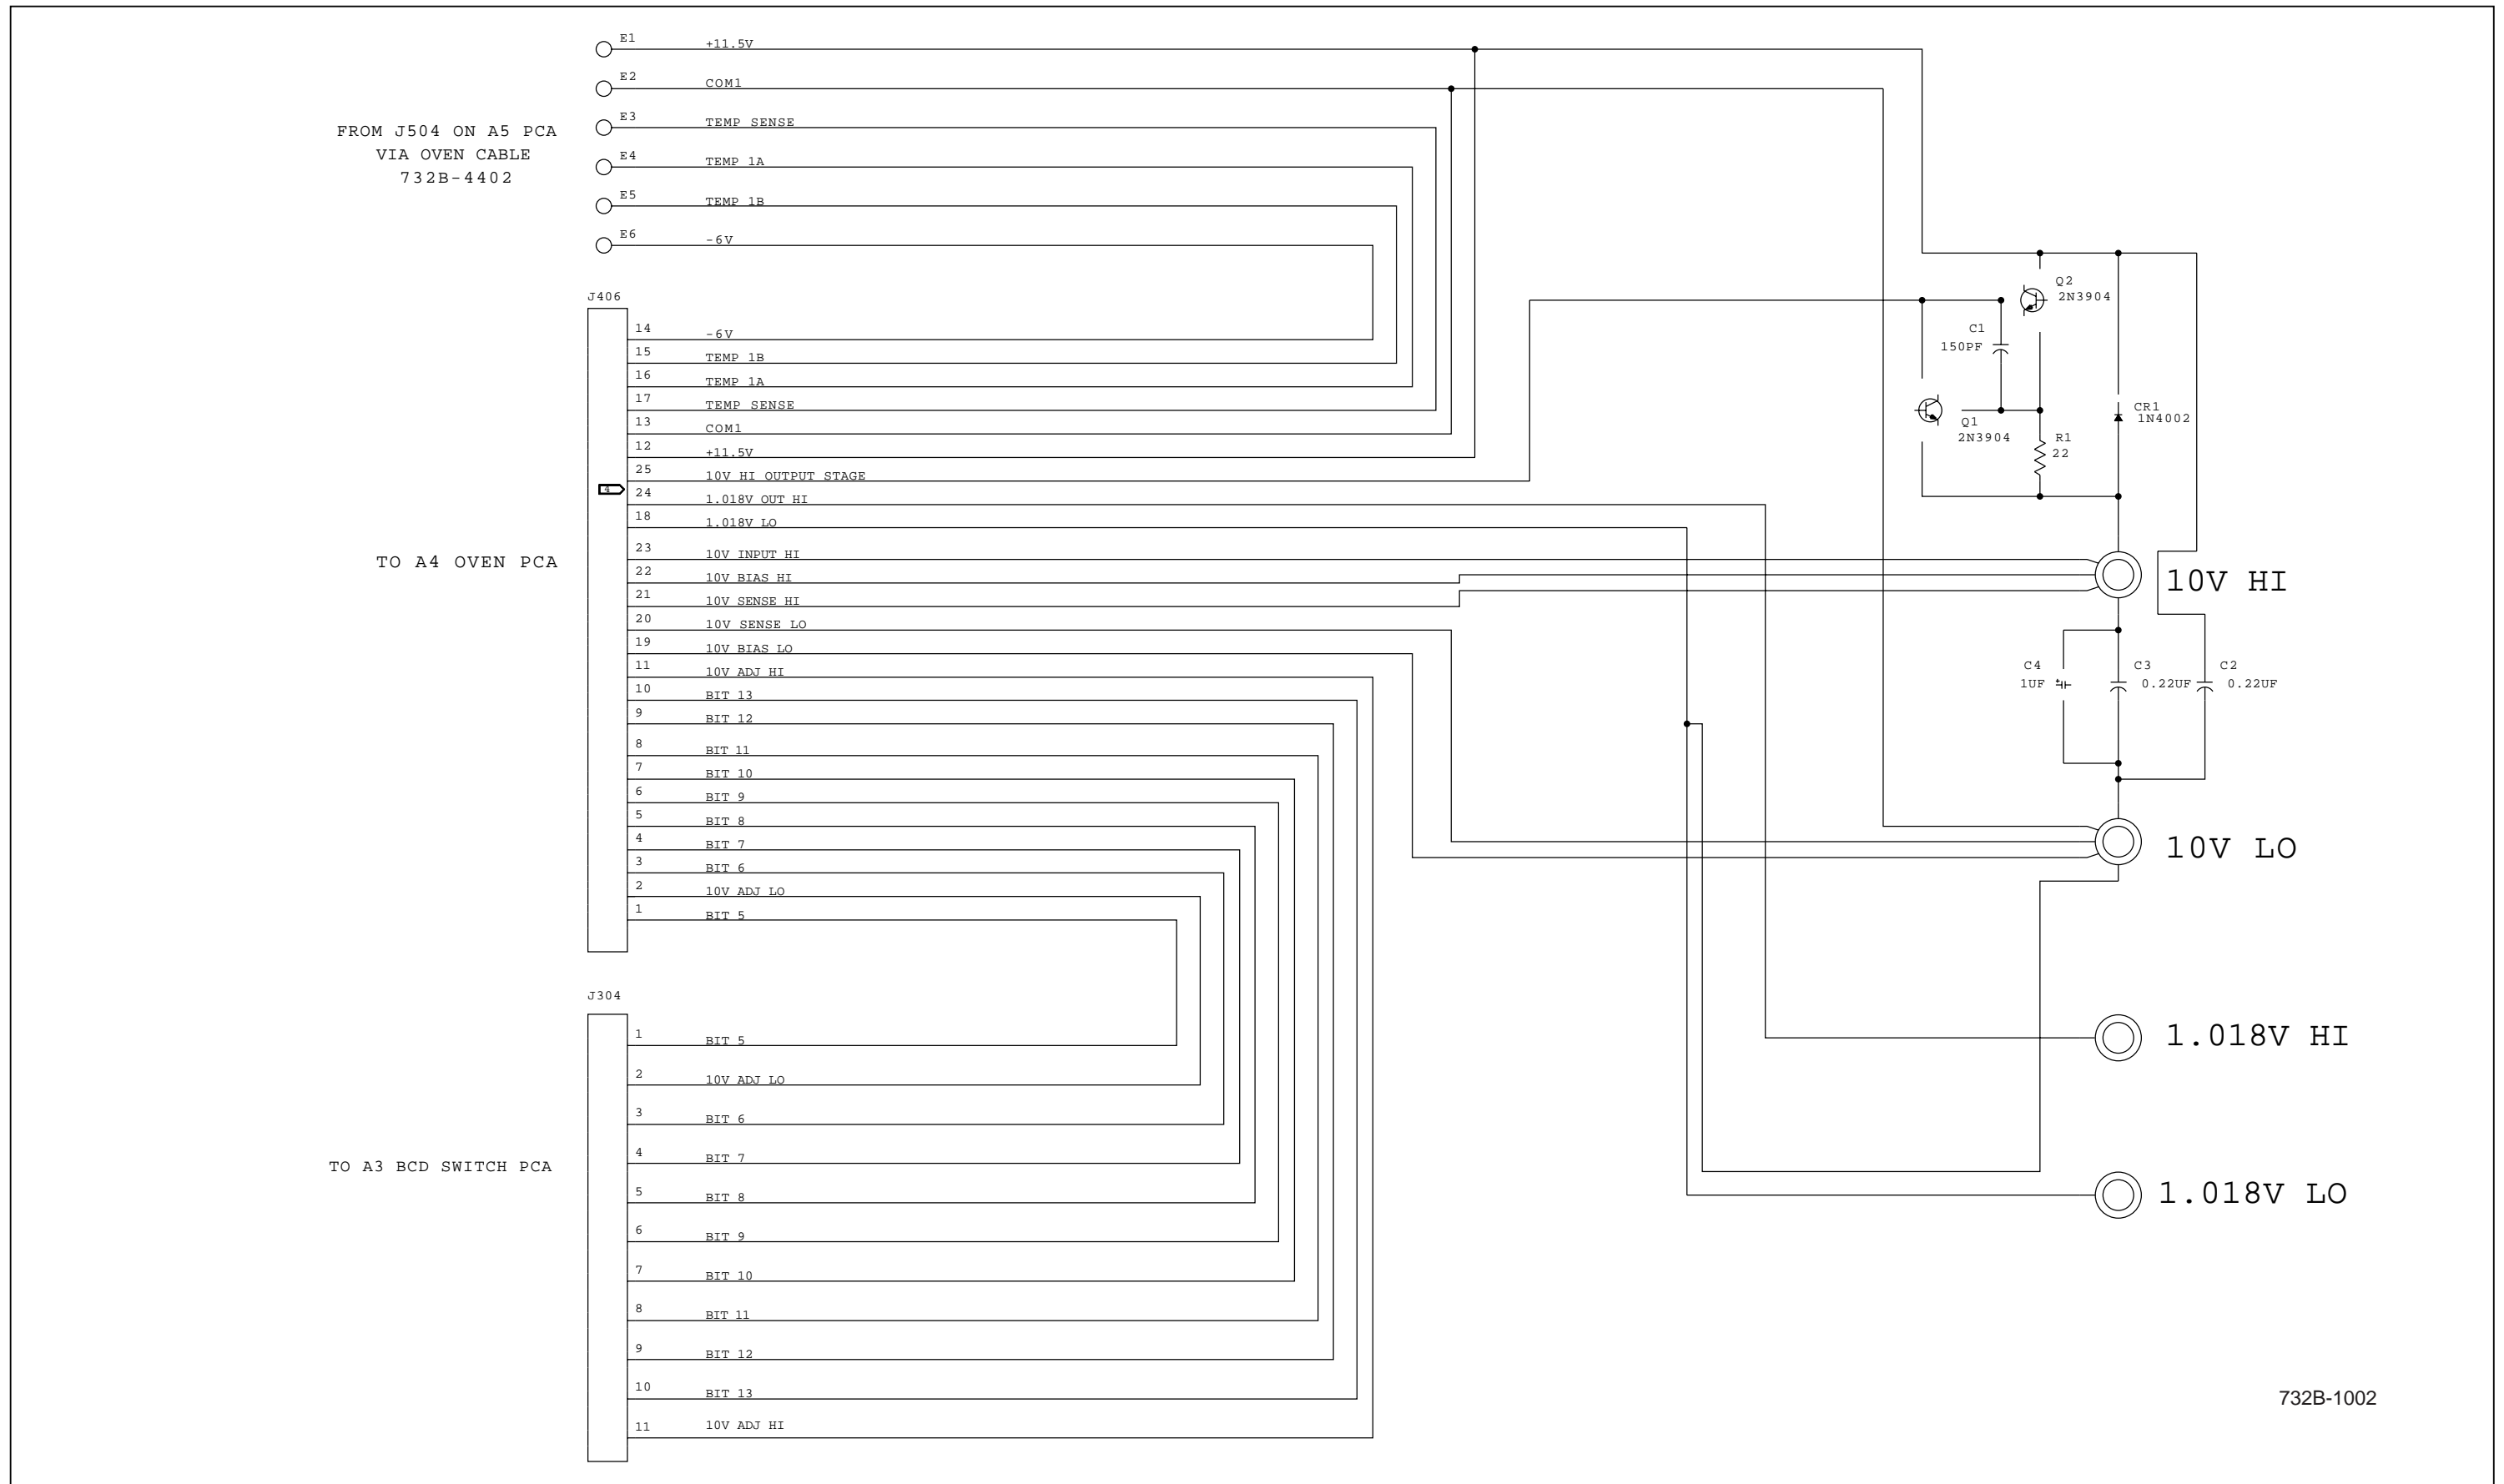 E1 +11.5V
E2 COM1
E3 TEMP SENSE
E4 TEMP 1A
E5 TEMP 1B
E6 -6V
FROM J504 ON A5 PCA
VIA OVEN CABLE
732B-4402
J406
14 -6V
15 TEMP 1B
16 TEMP 1A
17 TEMP SENSE
13 COM1
12 +11.5V
25 10V HI OUTPUT STAGE
4
24 1.018V OUT HI
18 1.018V LO
23 10V INPUT HI
22 10V BIAS HI
21 10V SENSE HI
20 10V SENSE LO
19 10V BIAS LO
11 10V ADJ HI
10 BIT 13
9 BIT 12
8 BIT 11
7 BIT 10
6 BIT 9
5 BIT 8
4 BIT 7
3 BIT 6
2 10V ADJ LO
1 BIT 5
TO A4 OVEN PCA
J304
1 BIT 5
2 10V ADJ LO
3 BIT 6
4 BIT 7
5 BIT 8
6 BIT 9
7 BIT 10
8 BIT 11
9 BIT 12
10 BIT 13
11 10V ADJ HI
TO A3 BCD SWITCH PCA
Q2
2N3904
C1
150PF
Q1
2N3904
R1
22
CR1
1N4002
10V HI
C4
1UF
C3
0.22UF
C2
0.22UF
10V LO
1.018V HI
1.018V LO
732B-1002